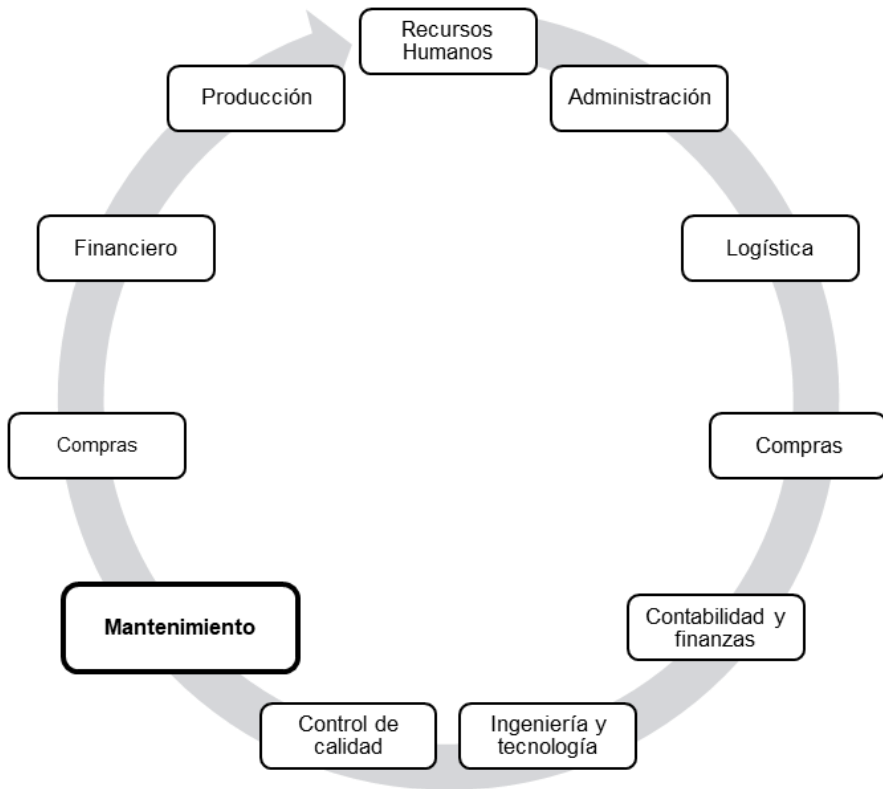 Recursos
Humanos
Administración
Logística
Compras
Contabilidad y
finanzas
Ingeniería y
tecnología
Control de
calidad
Mantenimiento
Compras
Financiero
Producción